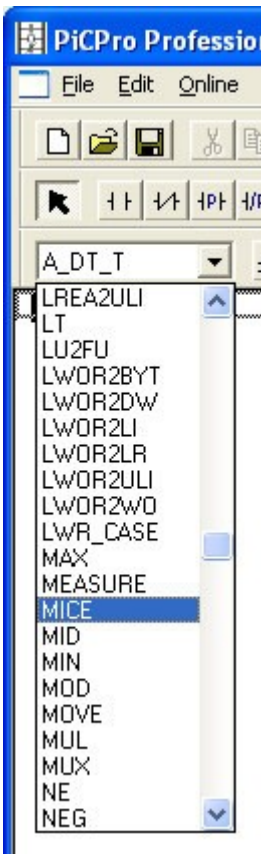 PiCPro Professio
File Edit Online
P /P
A_DT_T
LREA2ULI
LT
LU2FU
LWOR2BYT
LWOR2DW
LWOR2LI
LWOR2LR
LWOR2ULI
LWOR2WO
LWR_CASE
MAX
MEASURE
MICE
MID
MIN
MOD
MOVE
MUL
MUX
NE
NEG